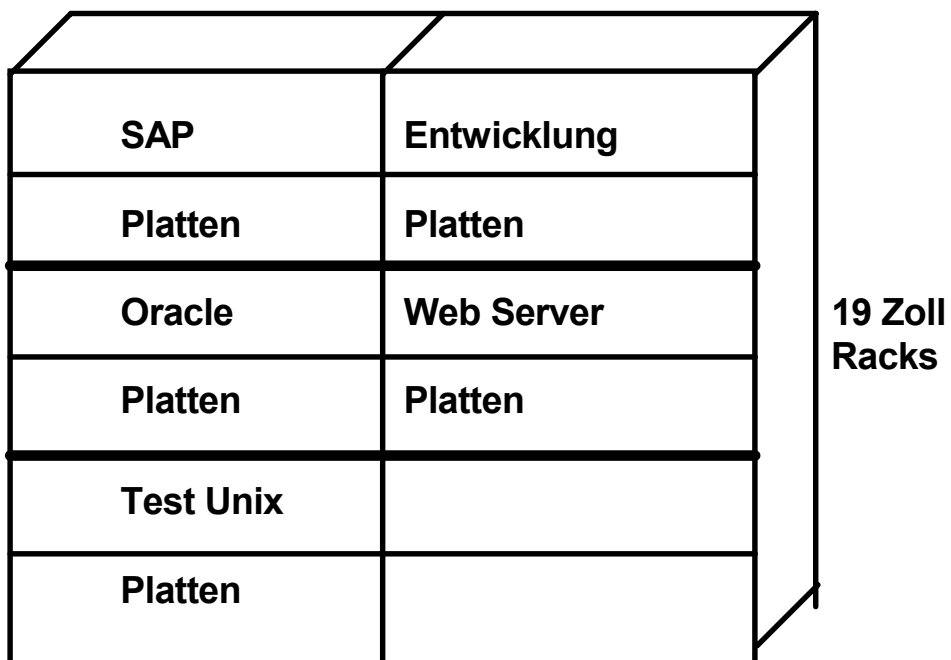 SAP
Entwicklung
Platten
Platten
Oracle
Web Server
Platten
Platten
Test Unix
Platten
19 Zoll
Racks